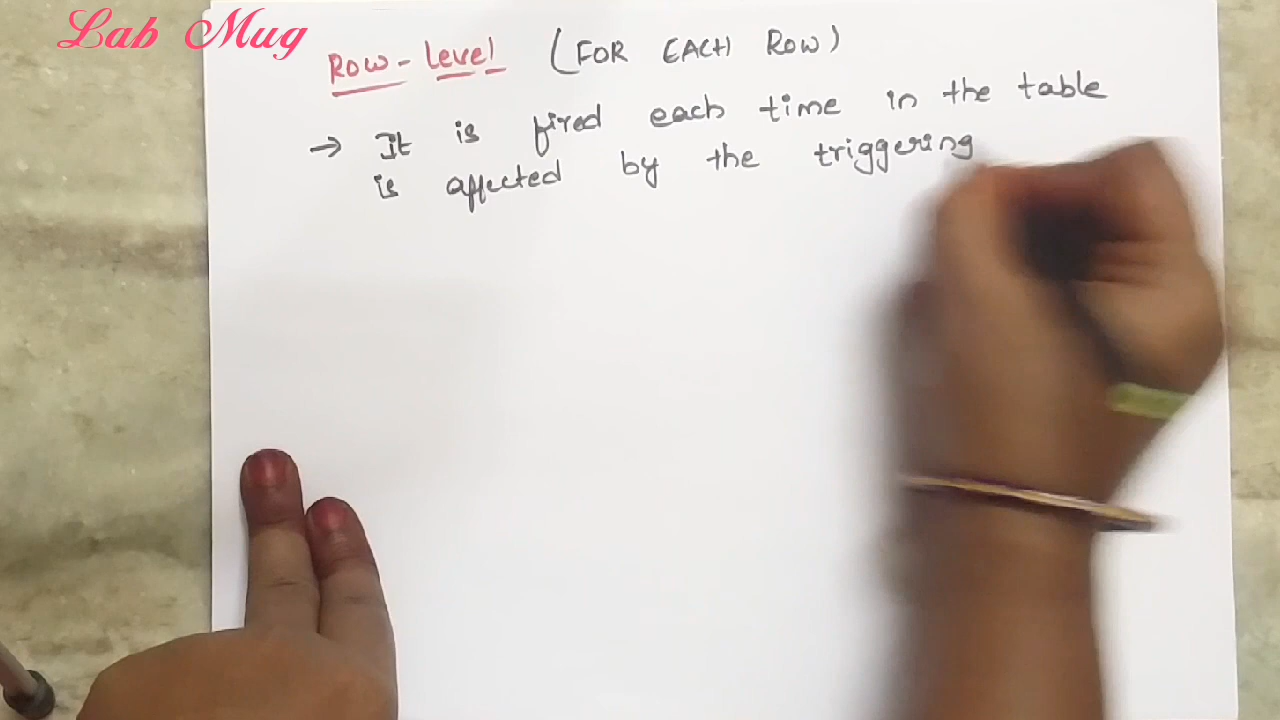 Lab Mug
Row-Level (FOR EACH ROW)
→ It is fired each time in the table
is affected by the triggering